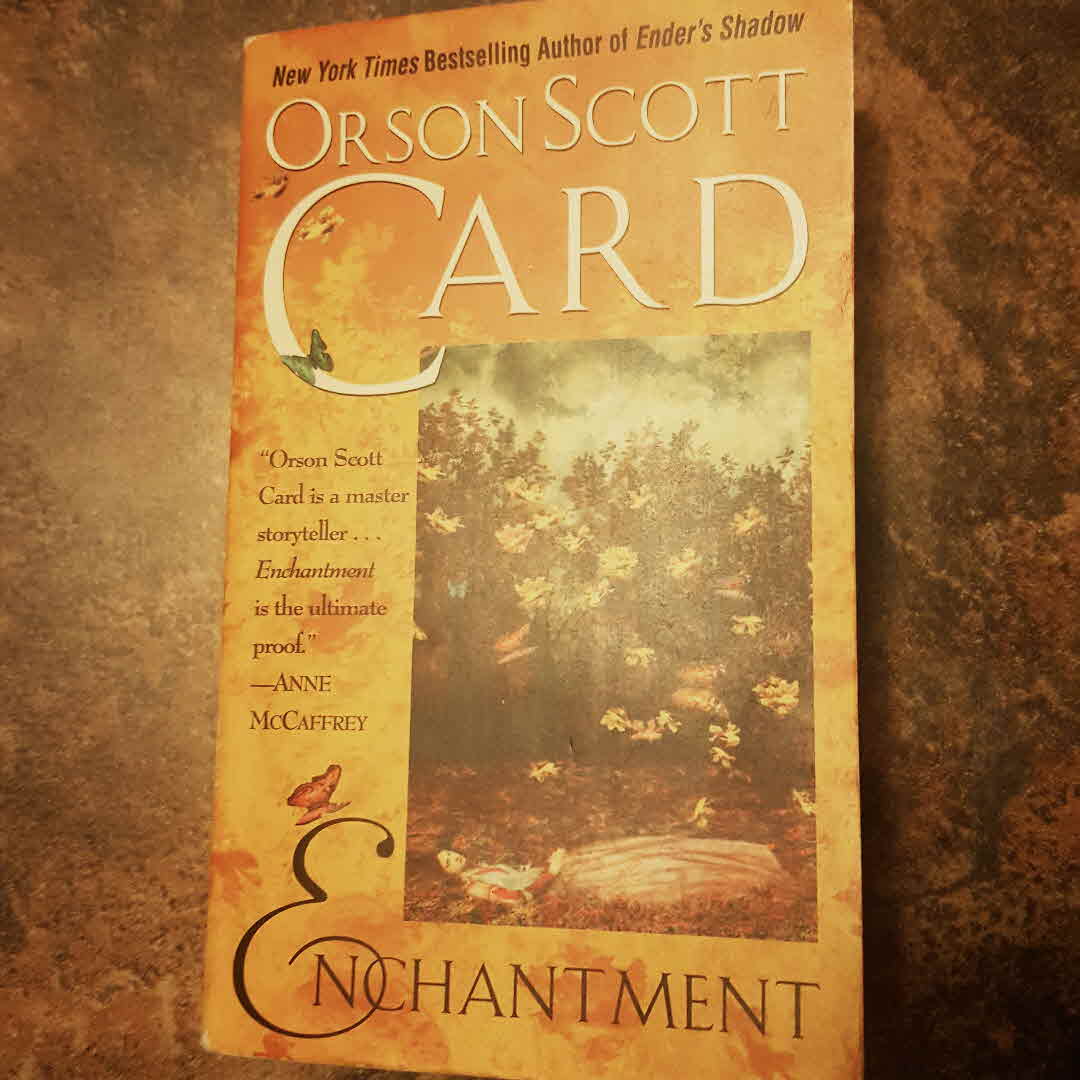 New York Times Bestselling Author of Ender's Shadow
ORSON SCOTT
CARD
"Orson Scott
Card is a master
storyteller . . .
Enchantment
is the ultimate
proof."
—ANNE
MCCAFFREY
ENCHANTMENT